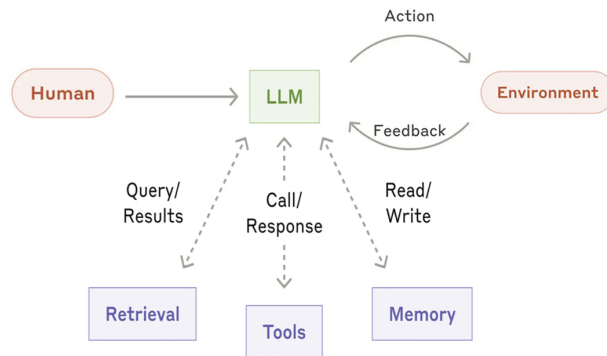 Action
Human
LLM
Environment
Feedback
Query/
Results
Call/
Response
Read/
Write
Retrieval
Tools
Memory